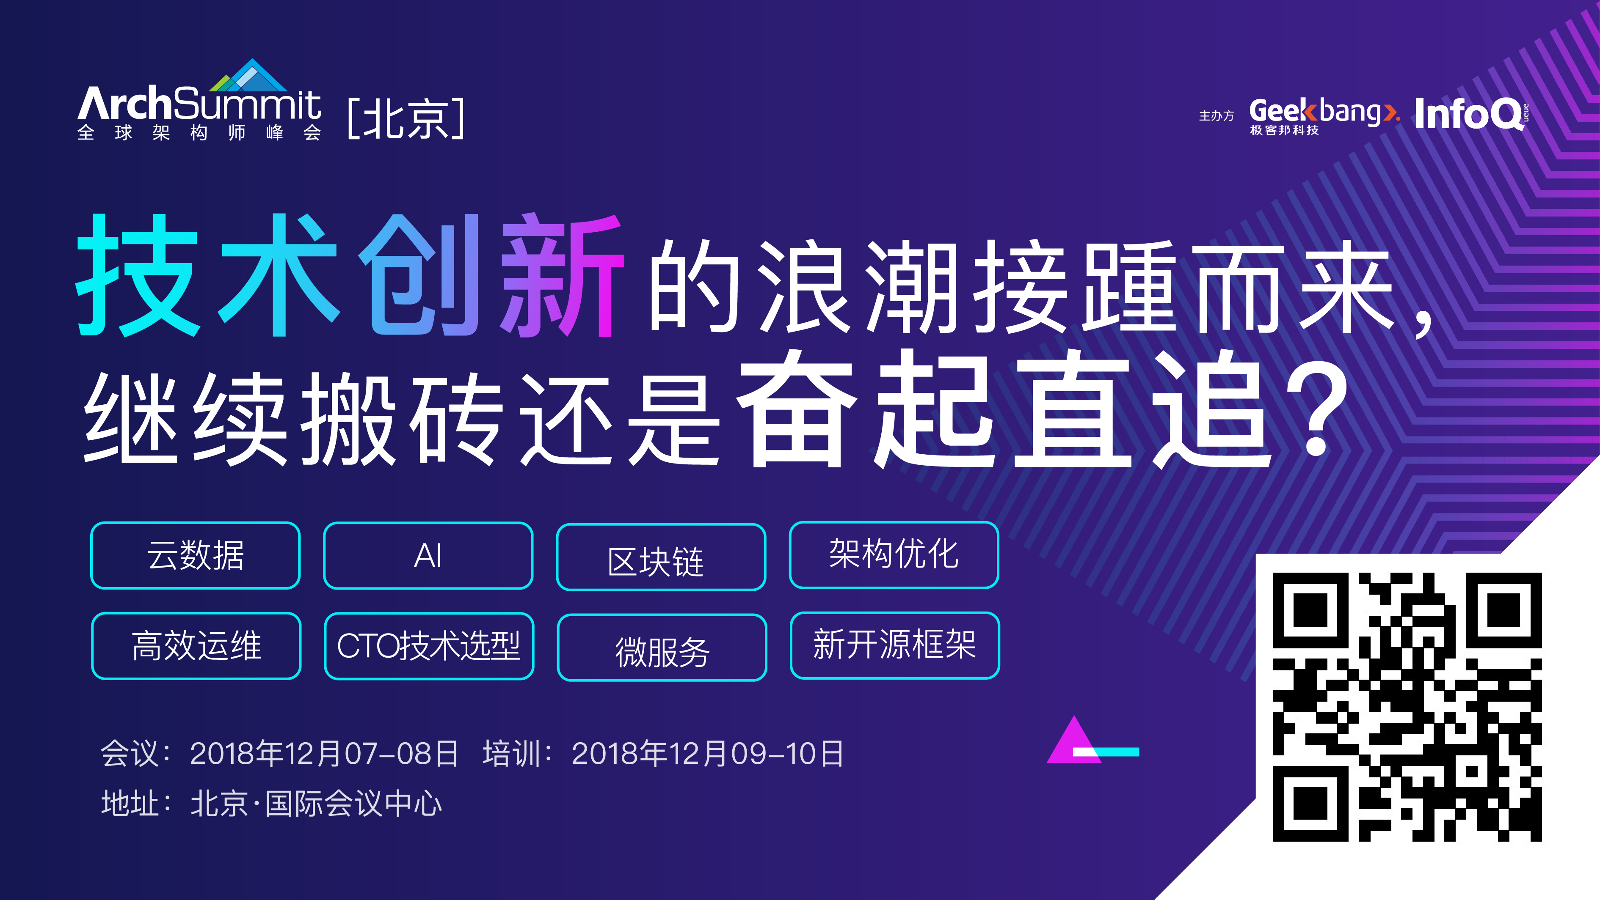 ArchSummit
全球架构师峰会
[北京]
主办方
Geekbang>.
极客邦科技
InfoQ
技术创新的浪潮接踵而来,
继续搬砖还是奋起直追?
云数据
AI
区块链
架构优化
高效运维
CTO技术选型
微服务
新开源框架
会议：2018年12月07-08日 培训：2018年12月09-10日
地址：北京·国际会议中心